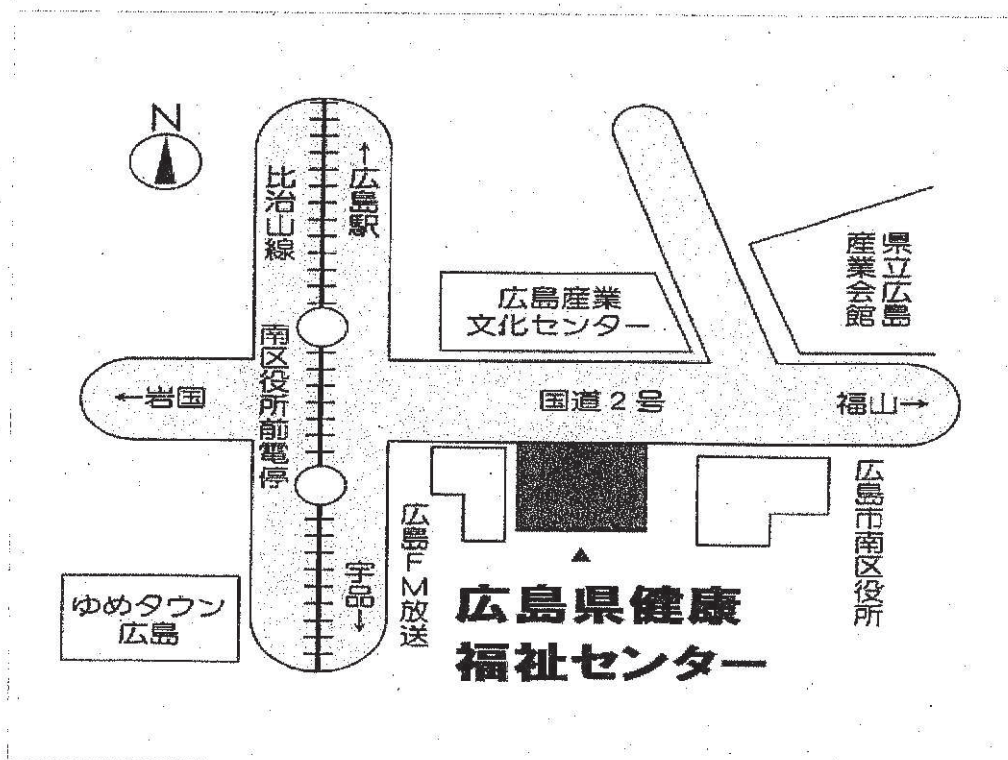 N
比治山線
←広島駅
広島産業
文化センター
県立広島
産業会館
←岩国
南区役所前電停
国道2号
福山→
広島FM放送
広島市南区役所
宇品→
ゆめタウン
広島
広島県健康
福祉センター